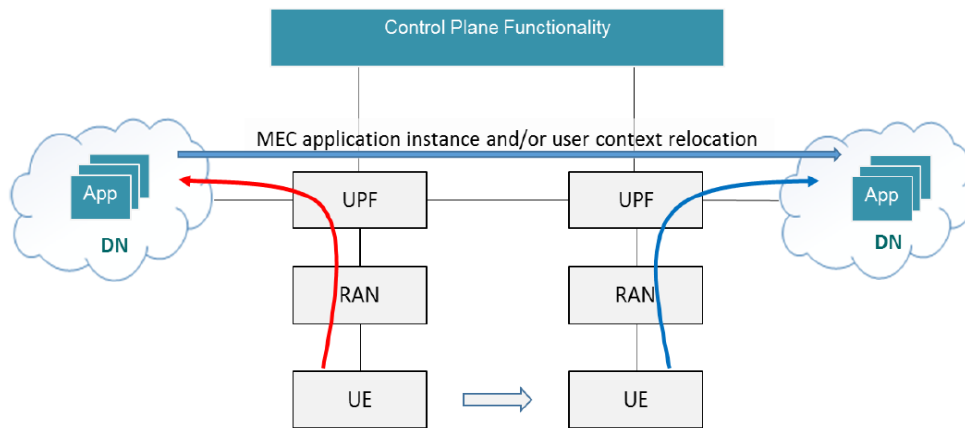 Control Plane Functionality
MEC application instance and/or user context relocation
App
DN
UPF
UPF
App
DN
RAN
RAN
UE
UE